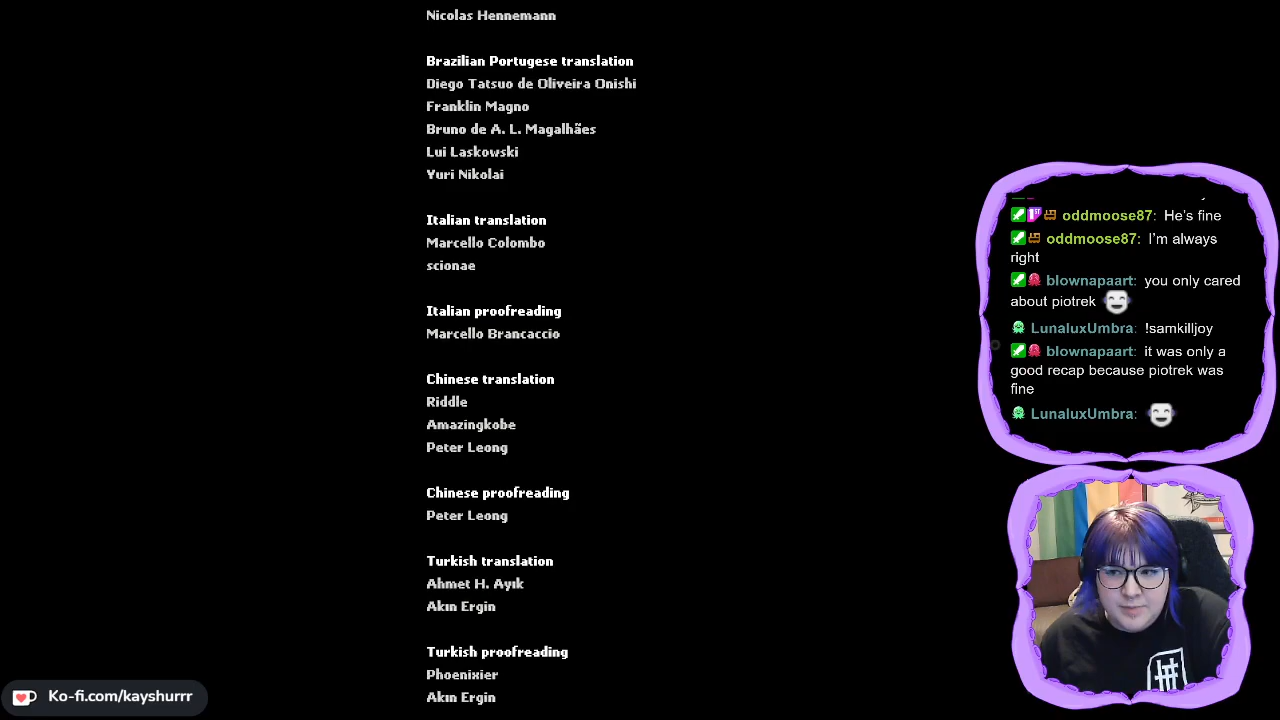 Nicolas Hennemann
Brazilian Portugese translation
Diego Tatsuo de Oliveira Onishi
Franklin Magno
Bruno de A. L. Magalhães
Lui Laskowski
Yuri Nikolai
Italian translation
Marcello Colombo
scionae
Italian proofreading
Marcello Brancaccio
Chinese translation
Riddle
Amazingkobe
Peter Leong
Chinese proofreading
Peter Leong
Turkish translation
Ahmet H. Ayık
Akın Ergin
Turkish proofreading
Phoenixier
Akın Ergin
oddmoose87: He's fine
oddmoose87: I'm always
right
blownapaart: you only cared
about piotrek
LunaluxUmbra: !samkilljoy
blownapaart: it was only a
good recap because piotrek was
fine
LunaluxUmbra:
Ko-fi.com/kayshurrr